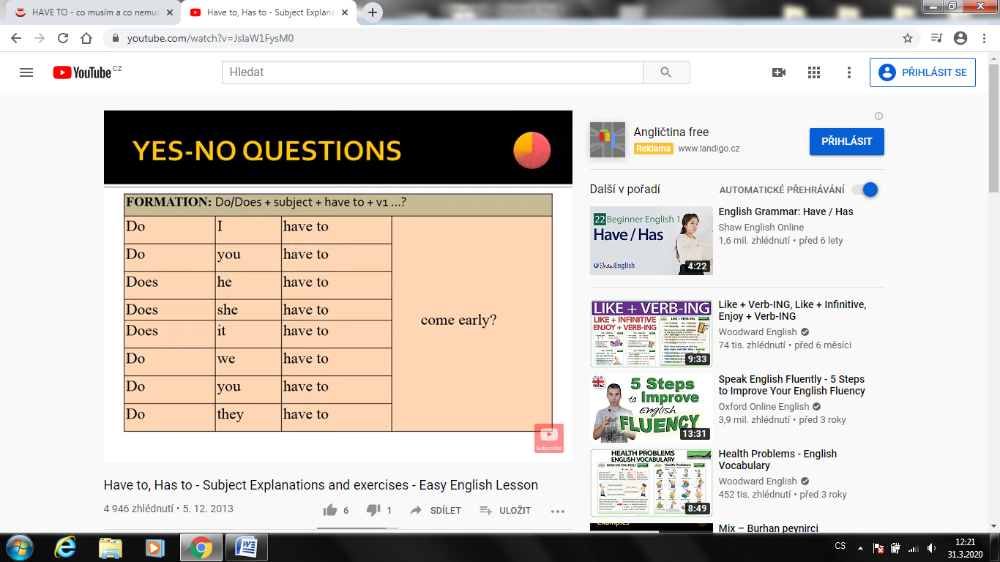 HAVE TO - co musím a co nemus
Have to, Has to - Subject Explana
youtube.com/watch?v=JslaW1FysM0
YouTube CZ
Hledat
PŘIHLÁSIT SE
YES-NO QUESTIONS
FORMATION: Do/Does + subject + have to + v1 ...?
Do I have to
Do you have to
Does he have to
Does she have to
Does it have to
Do we have to
Do you have to
Do they have to
come early?
Subscribe
Have to, Has to - Subject Explanations and exercises - Easy English Lesson
4 946 zhlédnutí • 5. 12. 2013
6
1
SDÍLET
ULOŽIT
Angličtina free
Reklama www.landigo.cz
PŘIHLÁSIT
Další v pořadí
AUTOMATICKÉ PŘEHRÁVÁNÍ
22 Beginner English 1
Have / Has
ShawEnglish
4:22
English Grammar: Have / Has
Shaw English Online
1,6 mil. zhlédnutí • před 6 lety
LIKE + VERB-ING
LIKE + INFINITIVE
ENJOY + VERB-ING
9:33
Like + Verb-ING, Like + Infinitive,
Enjoy + Verb-ING
Woodward English
74 tis. zhlédnutí • před 6 měsíci
5 Steps
to Improve
english
FLUENCY
13:31
Speak English Fluently - 5 Steps
to Improve Your English Fluency
Oxford Online English
3,9 mil. zhlédnutí • před 3 roky
HEALTH PROBLEMS
ENGLISH VOCABULARY
HOW DO YOU FEEL?
Health Problems
8:49
Health Problems - English
Vocabulary
Woodward English
452 tis. zhlédnutí • před 3 roky
Examples
Mix – Burhan peynirci
CS
12:21
31.3.2020